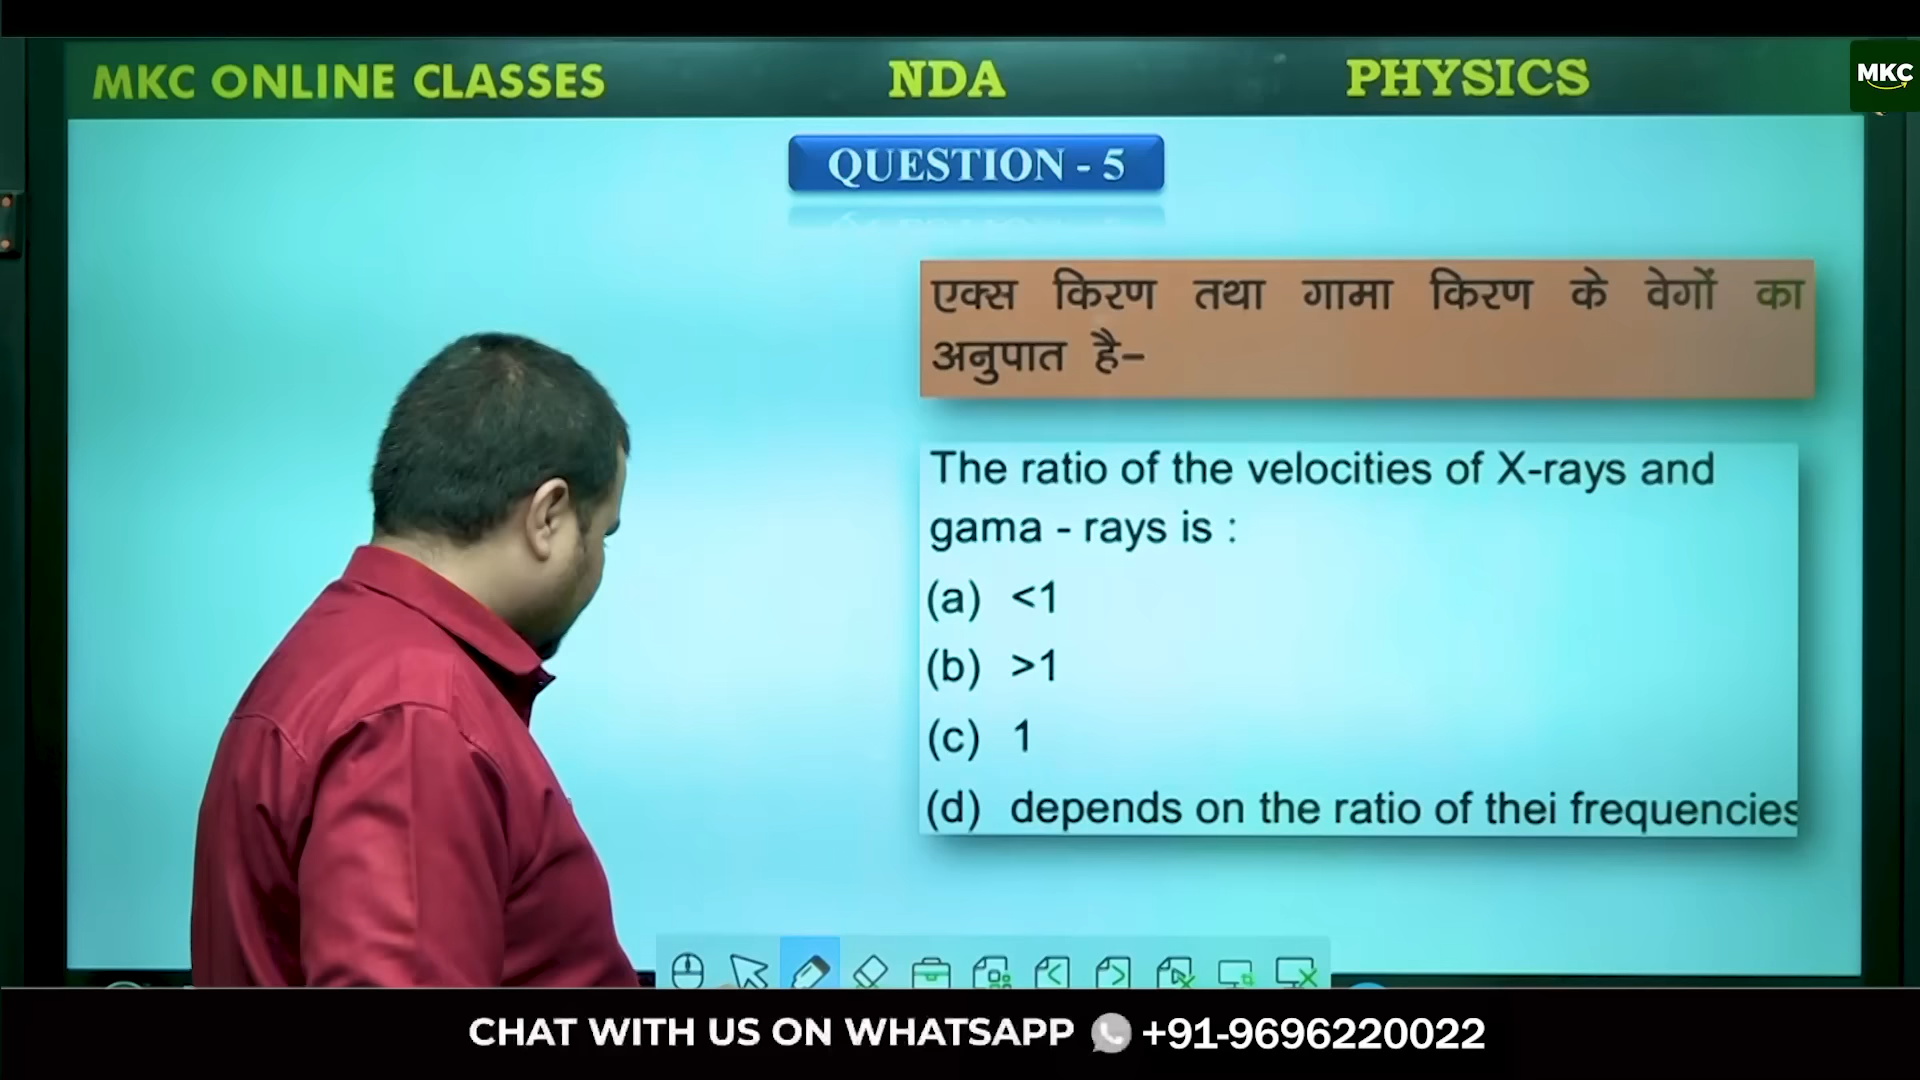 MKC ONLINE CLASSES NDA PHYSICS
MKC
QUESTION - 5
एक्स किरण तथा गामा किरण के वेगों का
अनुपात है–
The ratio of the velocities of X-rays and
gama - rays is :
(a) <1
(b) >1
(c) 1
(d) depends on the ratio of thei frequencies
CHAT WITH US ON WHATSAPP +91-9696220022